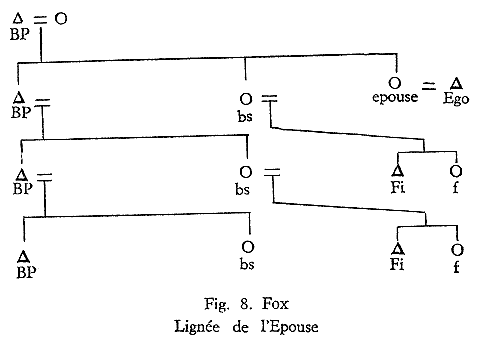 Δ = O
BP
Δ = O bs = O epouse = Δ Ego
BP
Δ = O bs = Δ Fi O f
BP
Δ O Δ Fi O f
BP bs
Fig. 8. Fox
Lignée de l'Epouse